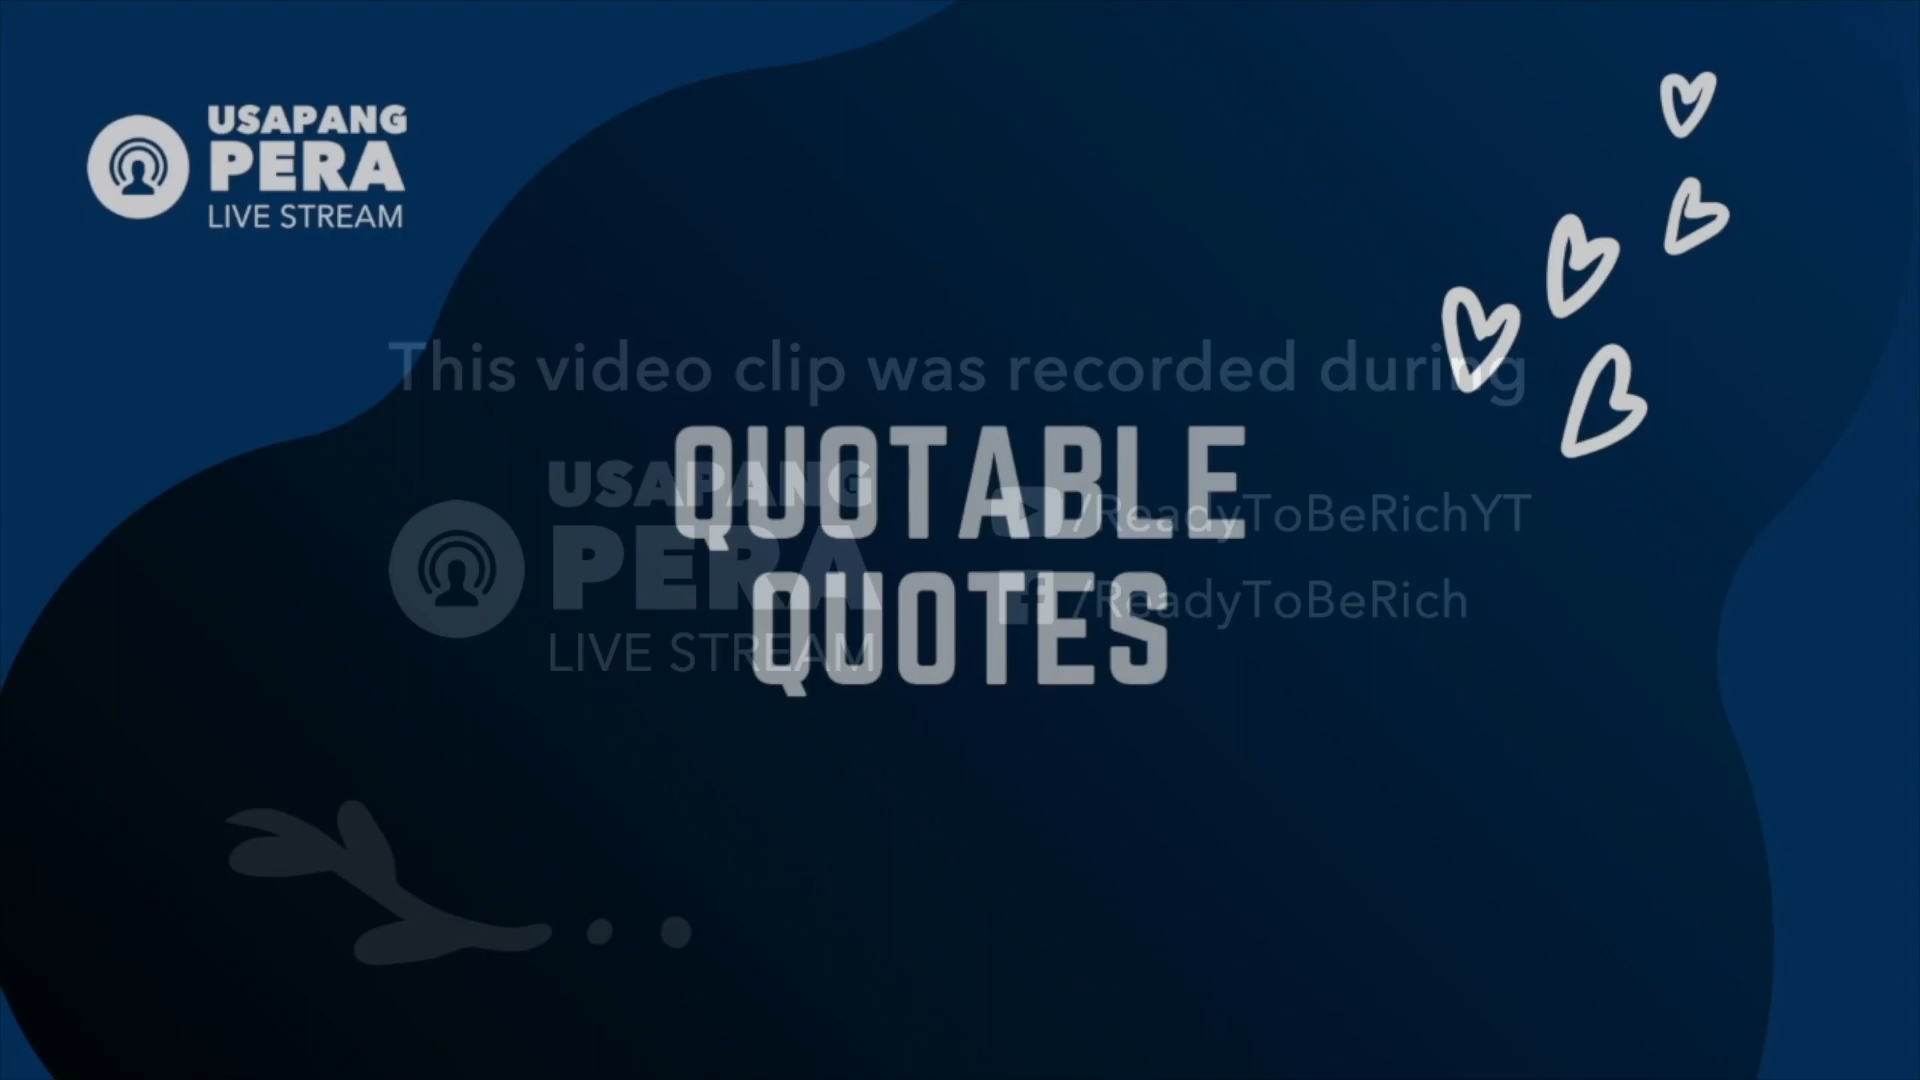 USAPANG
PERA
LIVE STREAM
This video clip was recorded during
QUOTABLE
QUOTES
USAPANG
PERA
LIVE STREAM
/ReadyToBeRichYT
/ReadyToBeRich